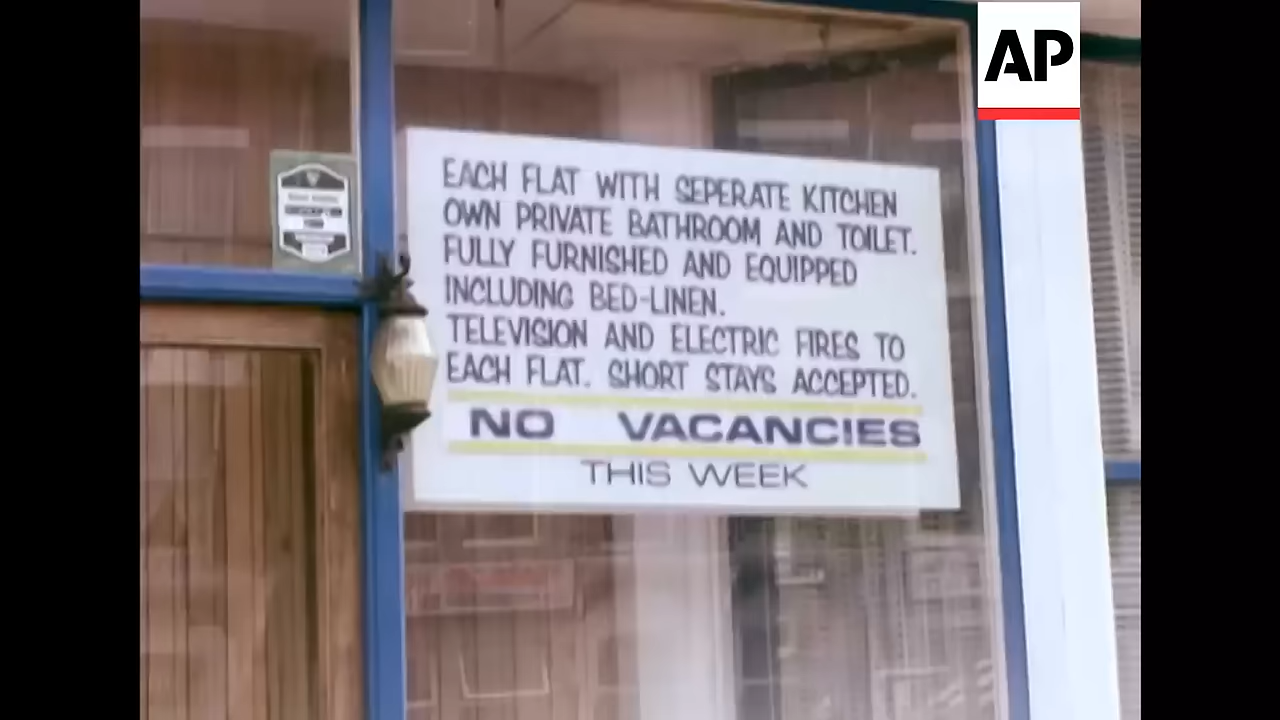 AP
EACH FLAT WITH SEPERATE KITCHEN
OWN PRIVATE BATHROOM AND TOILET.
FULLY FURNISHED AND EQUIPPED
INCLUDING BED-LINEN.
TELEVISION AND ELECTRIC FIRES TO
EACH FLAT. SHORT STAYS ACCEPTED.
NO VACANCIES
THIS WEEK